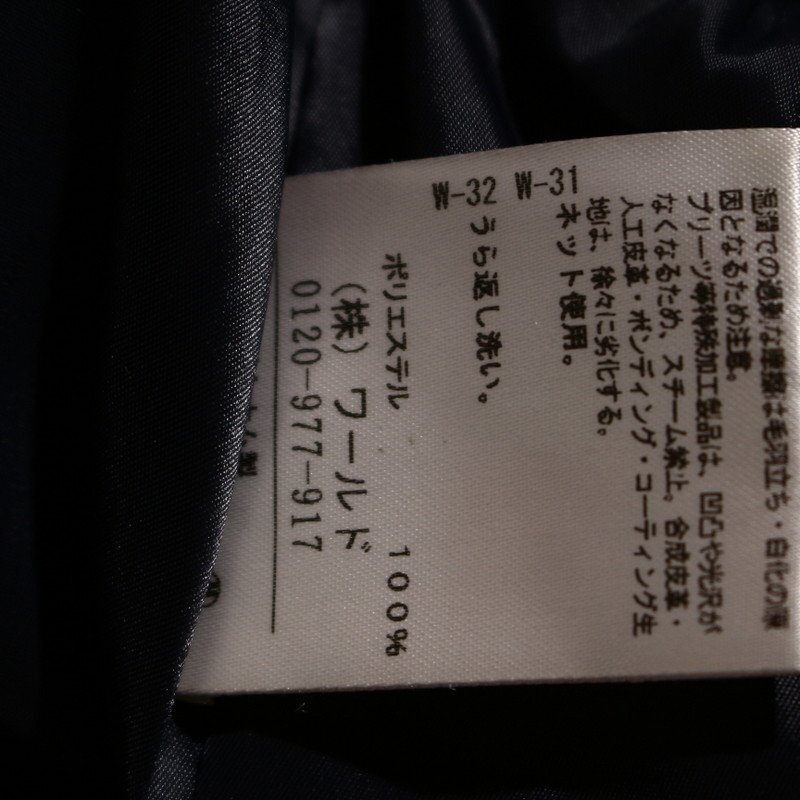 湿潤での過激な摩擦は毛羽立ち・白化の原
因となるため注意。
プリーツ等特殊加工製品は、凹凸や光沢が
なくなるため、スチーム禁止。合成皮革・
人工皮革・ボンディング・コーティング生
地は、徐々に劣化する。
W-31 ネット使用。
W-32 うら返し洗い。
ポリエステル 100%
(株)ワールド
0120-977-917